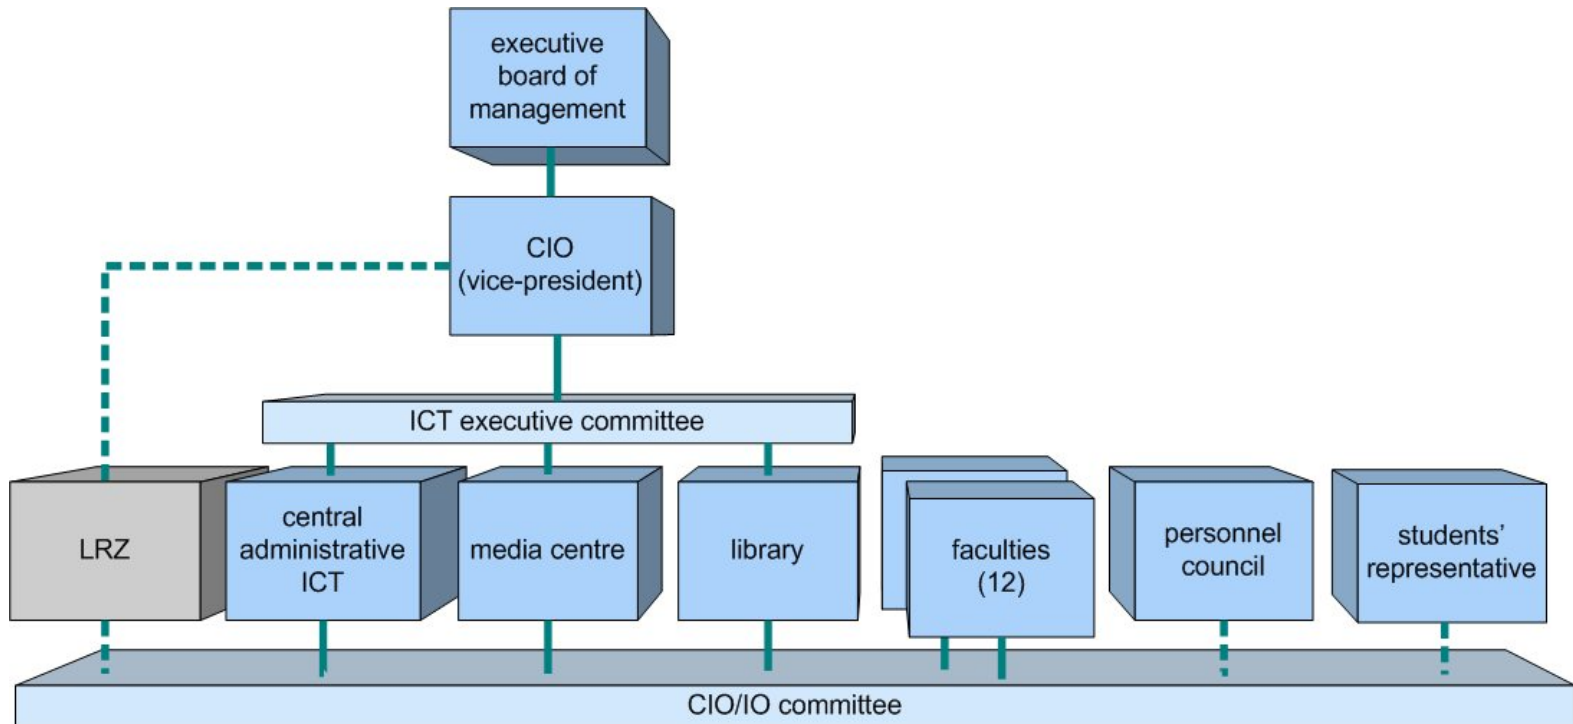 executive
board of
management
CIO
(vice-president)
ICT executive committee
LRZ
central
administrative
ICT
media centre
library
faculties
(12)
personnel
council
students'
representative
CIO/IO committee